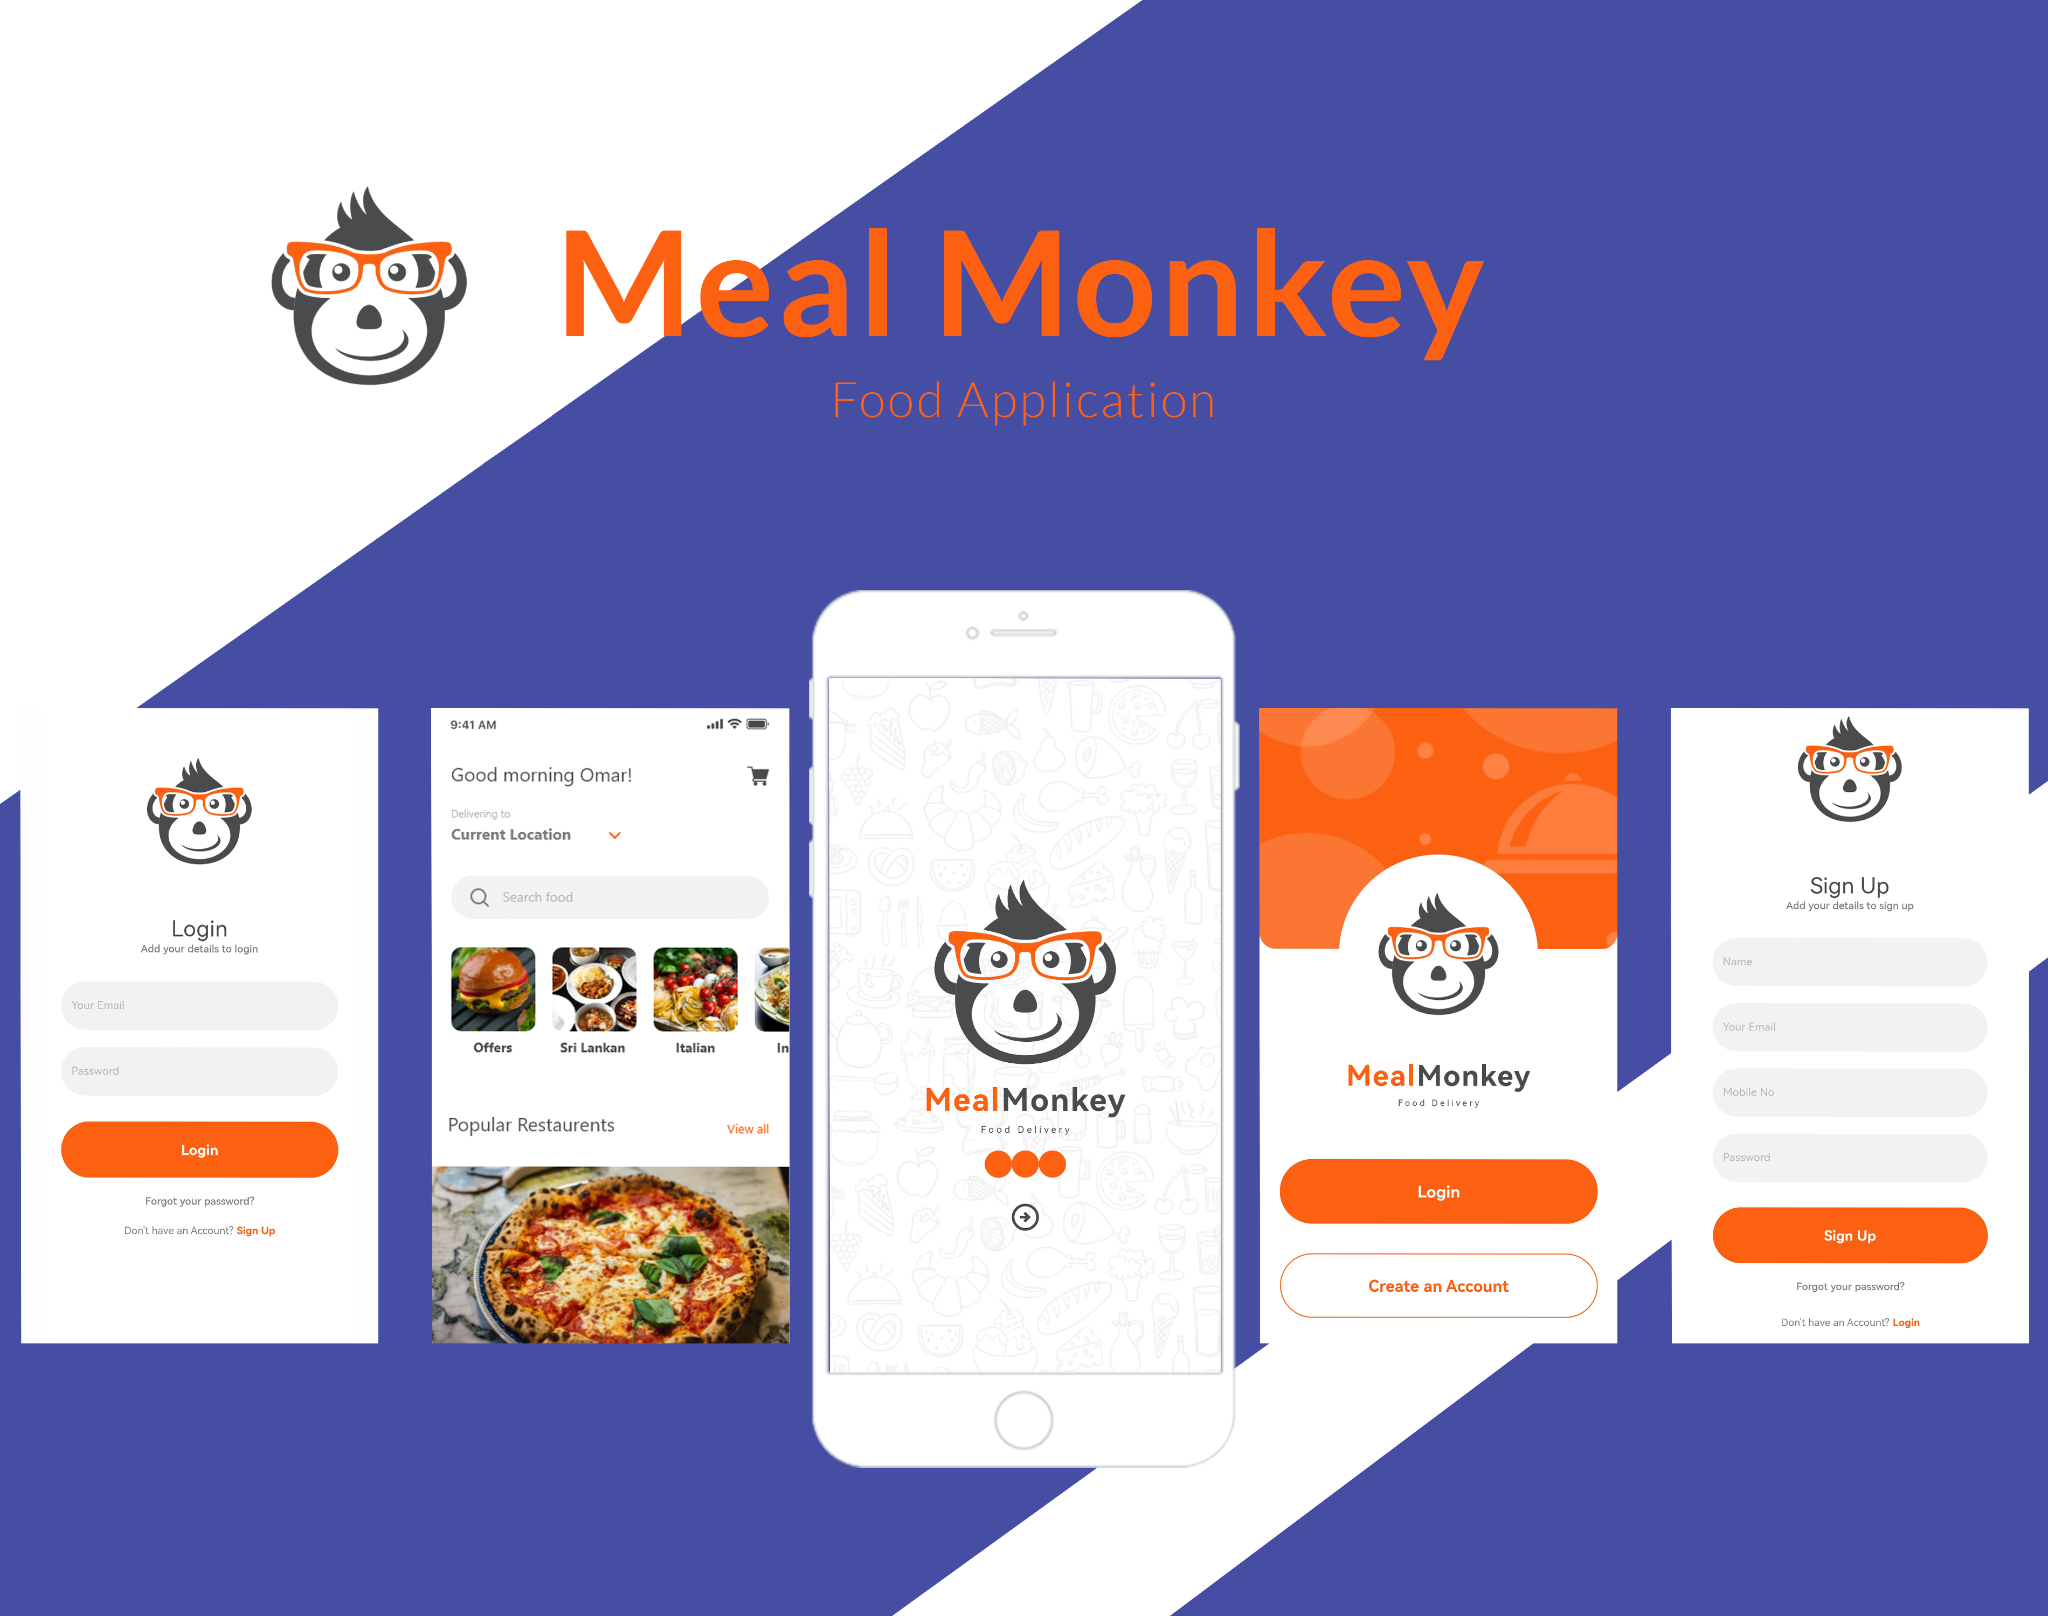 Meal Monkey
Food Application
Login
Add your details to login
Your Email
Password
Login
Forgot your password?
Don't have an Account? Sign Up
9:41 AM
Good morning Omar!
Delivering to
Current Location
Search food
Offers
Sri Lankan
Italian
In
Popular Restaurents
View all
MealMonkey
Food Delivery
MealMonkey
Food Delivery
Login
Create an Account
Sign Up
Add your details to sign up
Name
Your Email
Mobile No
Password
Sign Up
Forgot your password?
Don't have an Account? Login